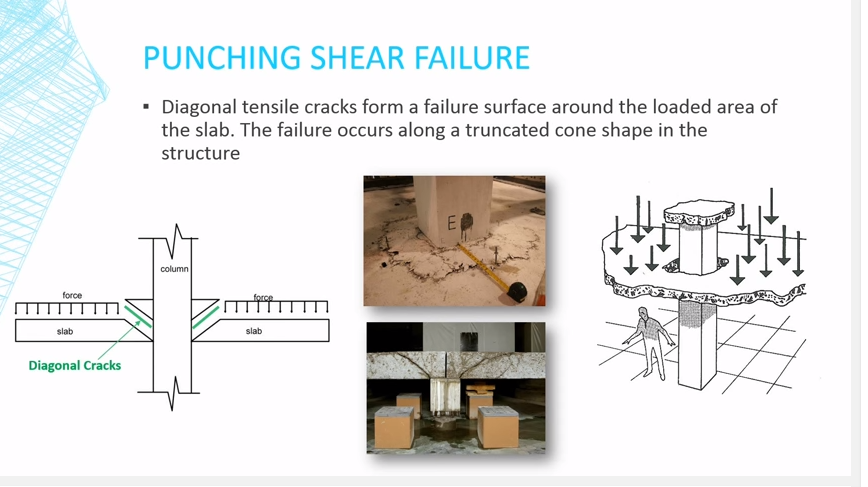 PUNCHING SHEAR FAILURE
▪ Diagonal tensile cracks form a failure surface around the loaded area of
the slab. The failure occurs along a truncated cone shape in the
structure
column
force
force
slab
slab
Diagonal Cracks
E